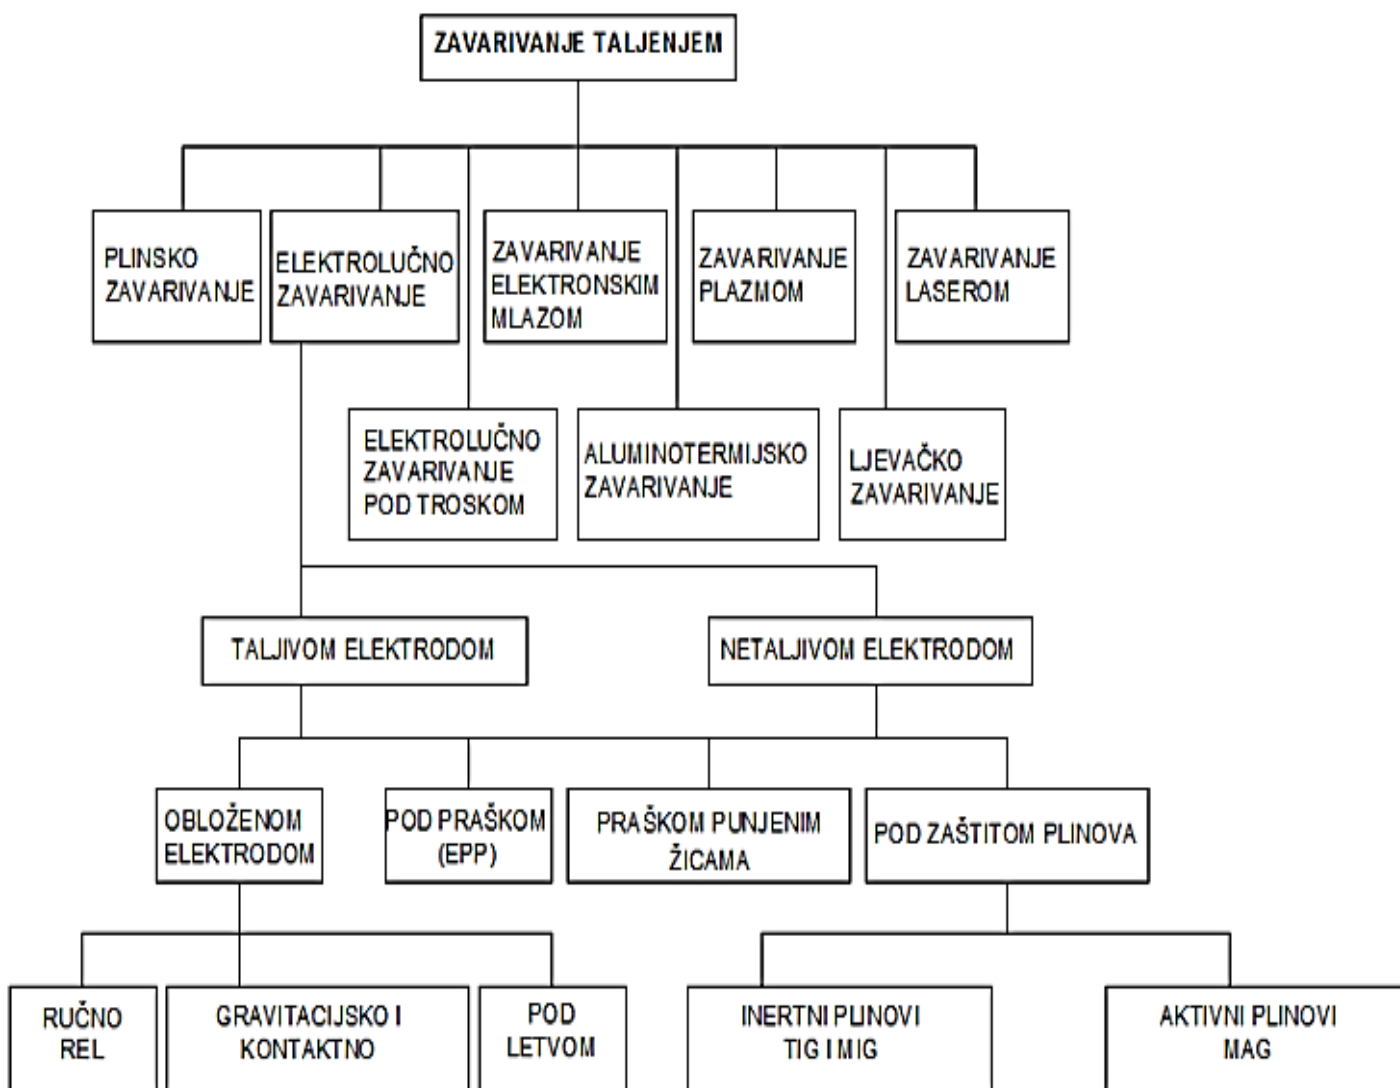 ZAVARIVANJE TALJENJEM
PLINSKO
ZAVARIVANJE
ELEKTROLUČNO
ZAVARIVANJE
ZAVARIVANJE
ELEKTRONSKIM
MLAZOM
ZAVARIVANJE
PLAZMOM
ZAVARIVANJE
LASEROM
ELEKTROLUČNO
ZAVARIVANJE
POD TROSKOM
ALUMINOTERMIJSKO
ZAVARIVANJE
LJEVAČKO
ZAVARIVANJE
TALJIVOM ELEKTRODOM
NETALJIVOM ELEKTRODOM
OBLOŽENOM
ELEKTRODOM
POD PRAŠKOM
(EPP)
PRAŠKOM PUNJENIM
ŽICAMA
POD ZAŠTITOM PLINOVA
RUČNO
REL
GRAVITACIJSKO I
KONTAKTNO
POD
LETVOM
INERTNI PLINOVI
TIG I MIG
AKTIVNI PLINOVI
MAG